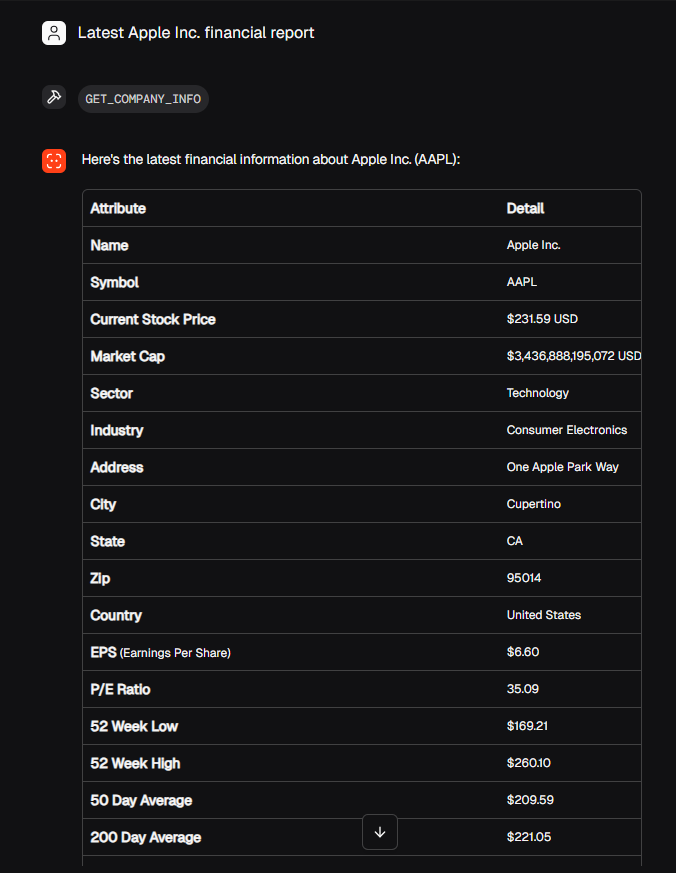 Latest Apple Inc. financial report
GET_COMPANY_INFO
Here's the latest financial information about Apple Inc. (AAPL):
Attribute Detail
Name Apple Inc.
Symbol AAPL
Current Stock Price $231.59 USD
Market Cap $3,436,888,195,072 USD
Sector Technology
Industry Consumer Electronics
Address One Apple Park Way
City Cupertino
State CA
Zip 95014
Country United States
EPS (Earnings Per Share) $6.60
P/E Ratio 35.09
52 Week Low $169.21
52 Week High $260.10
50 Day Average $209.59
200 Day Average $221.05